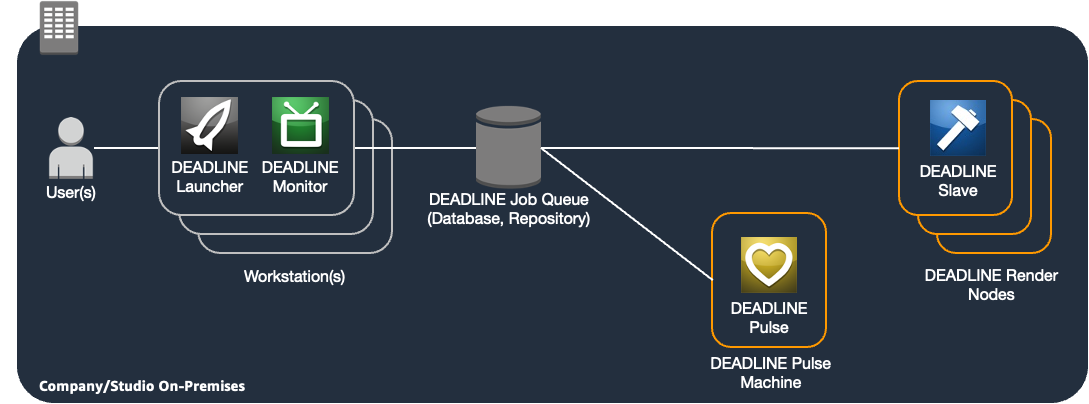 User(s)
DEADLINE
Launcher
DEADLINE
Monitor
Workstation(s)
DEADLINE Job Queue
(Database, Repository)
DEADLINE
Pulse
DEADLINE Pulse
Machine
DEADLINE
Slave
DEADLINE Render
Nodes
Company/Studio On-Premises